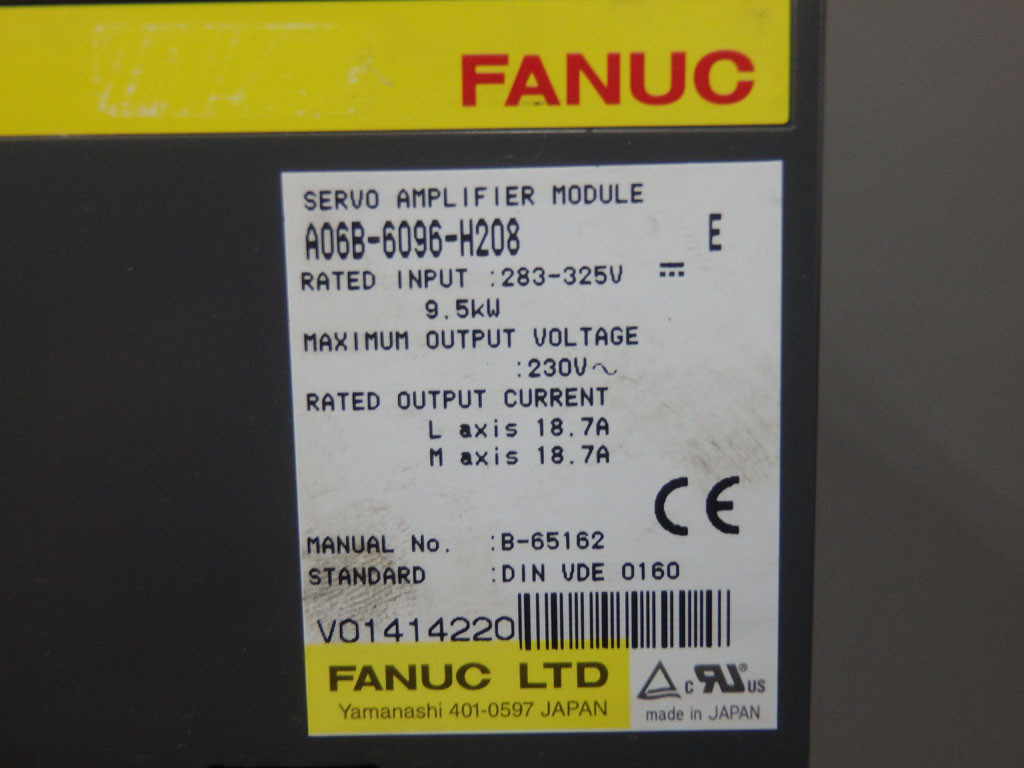 FANUC
SERVO AMPLIFIER MODULE
A06B-6096-H208 E
RATED INPUT :283-325V ⎓
9.5kW
MAXIMUM OUTPUT VOLTAGE
:230V～
RATED OUTPUT CURRENT
L axis 18.7A
M axis 18.7A
CE
MANUAL No. :B-65162
STANDARD :DIN VDE 0160
V01414220
FANUC LTD
Yamanashi 401-0597 JAPAN
c RU® US
made in JAPAN